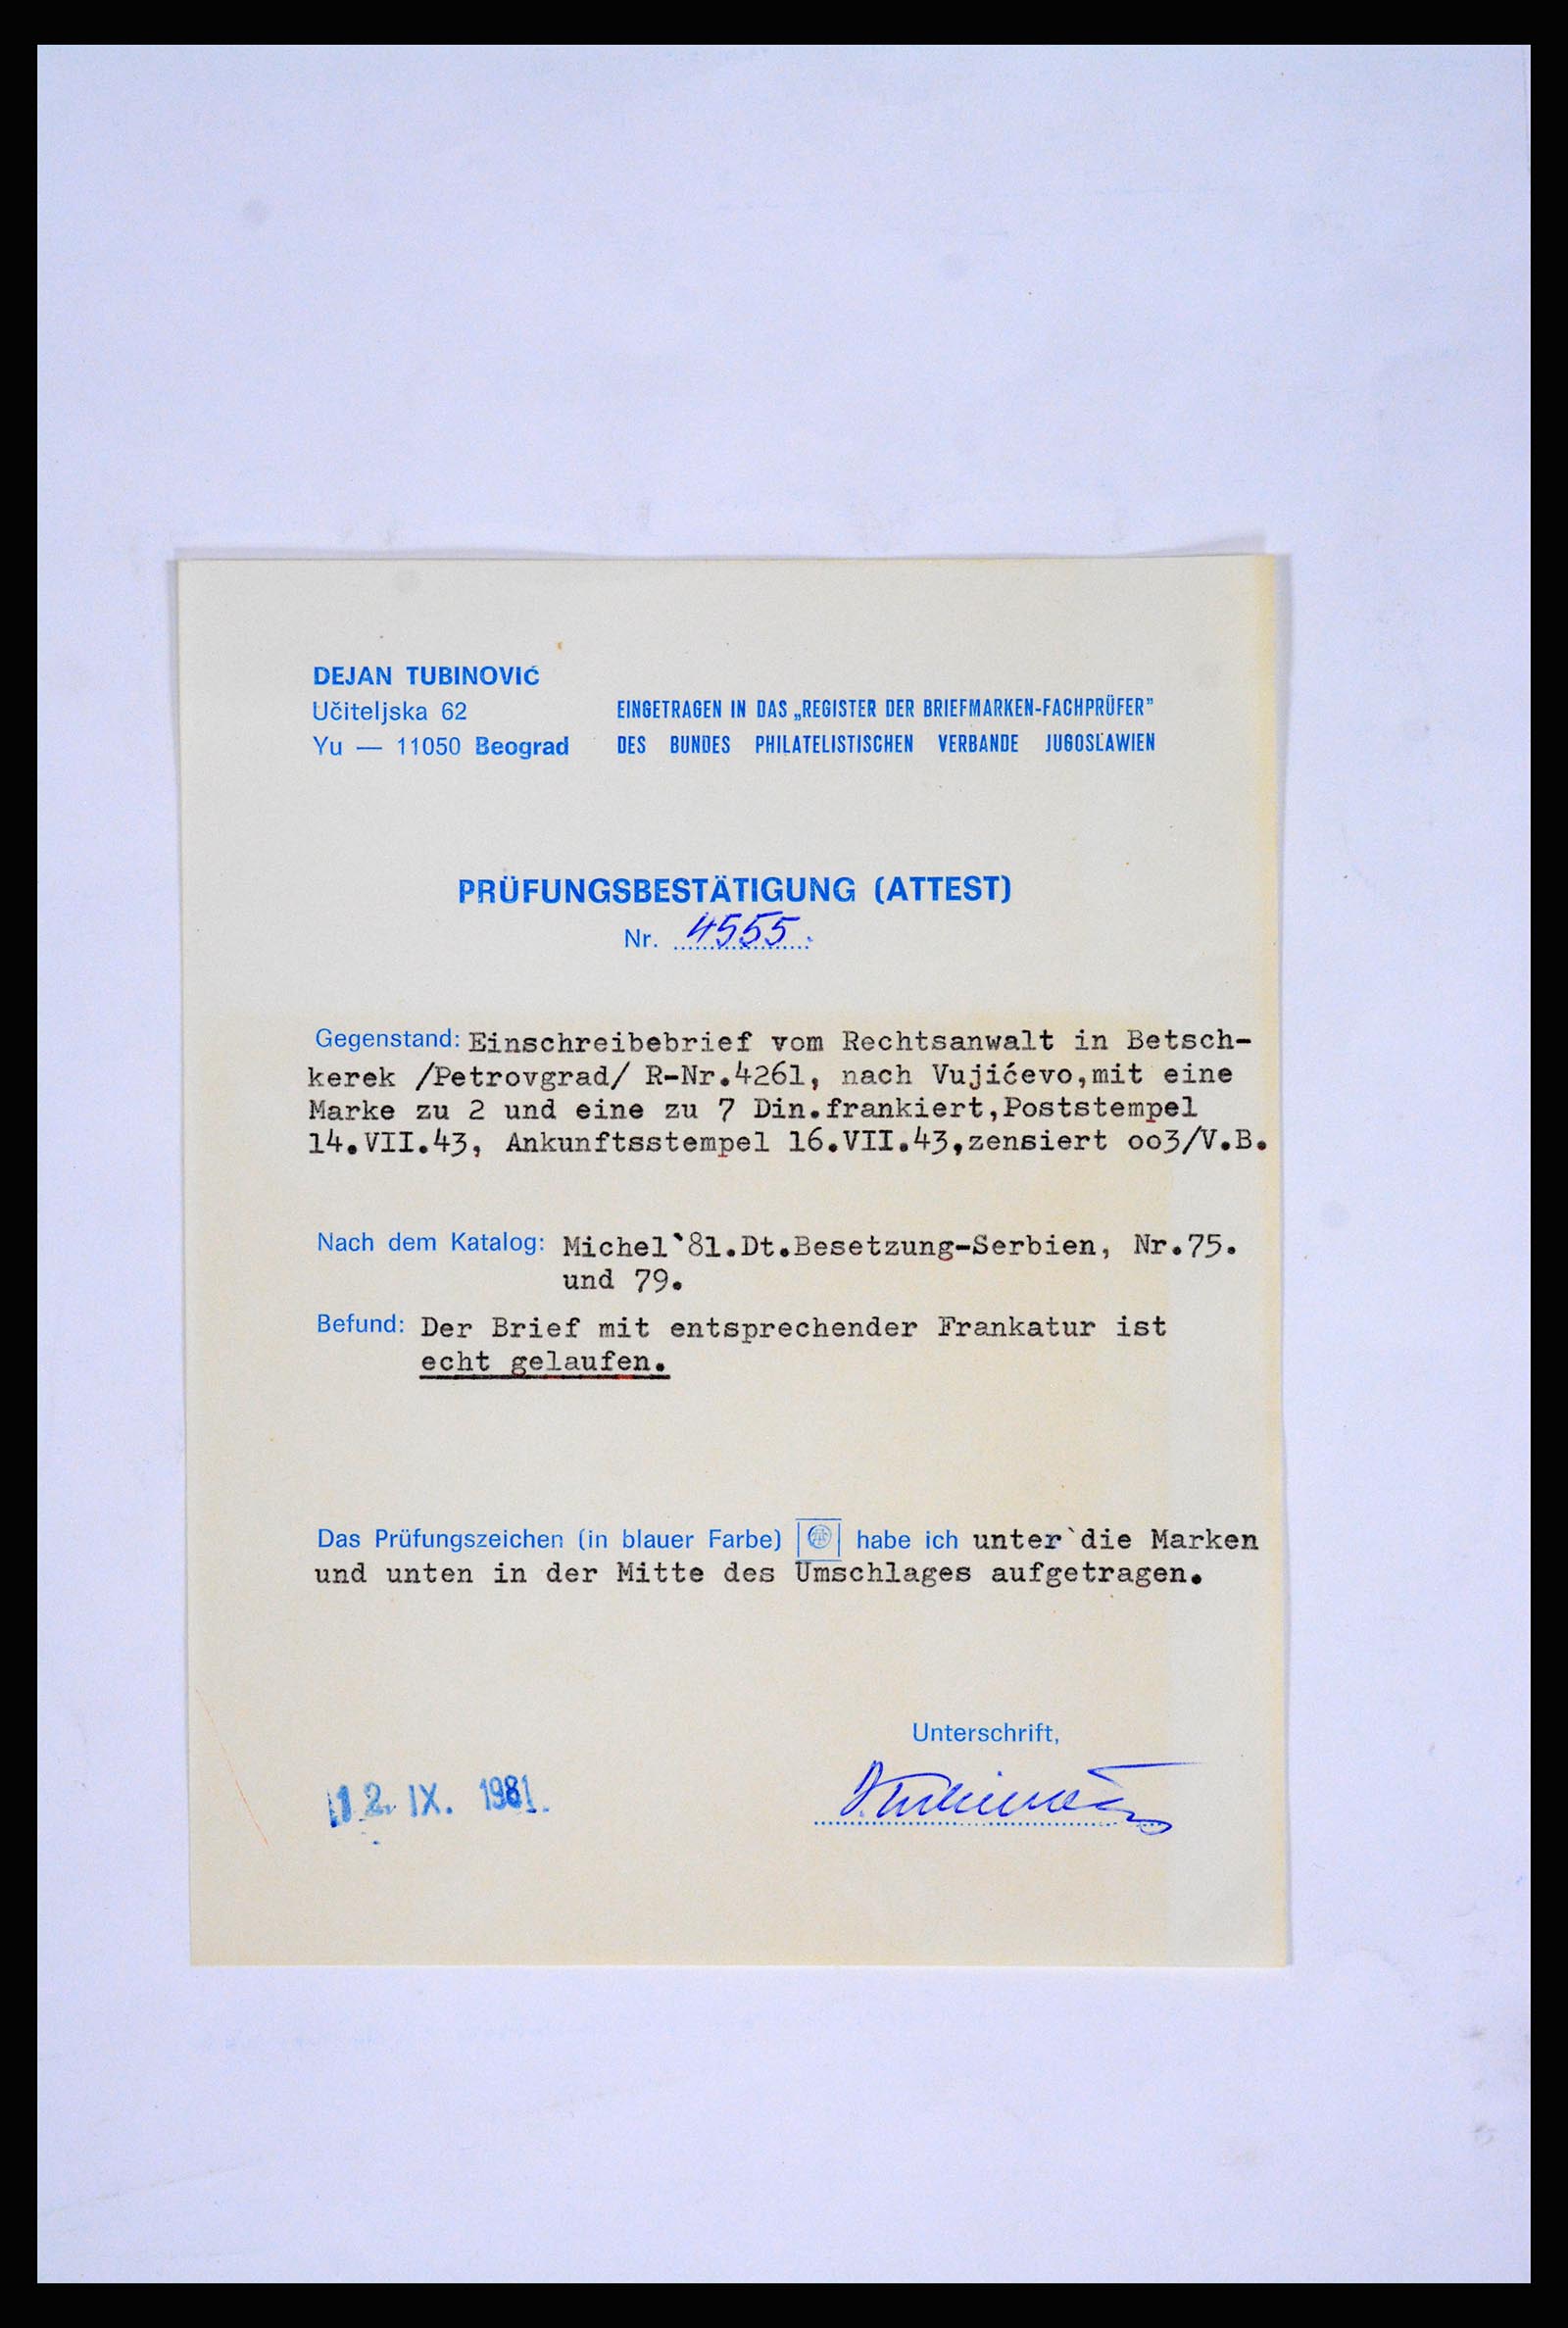 DEJAN TUBINOVIĆ
Učiteljska 62
Yu — 11050 Beograd
EINGETRAGEN IN DAS „REGISTER DER BRIEFMARKEN-FACHPRÜFER”
DES BUNDES PHILATELISTISCHEN VERBANDE JUGOSLAWIEN
PRÜFUNGSBESTÄTIGUNG (ATTEST)
Nr. 4555.
Gegenstand: Einschreibebrief vom Rechtsanwalt in Betsch-
kerek /Petrovgrad/ R-Nr.4261, nach Vujićevo,mit eine
Marke zu 2 und eine zu 7 Din.frankiert,Poststempel
14.VII.43, Ankunftsstempel 16.VII.43,zensiert oo3/V.B.
Nach dem Katalog: Michel`81.Dt.Besetzung-Serbien, Nr.75.
und 79.
Befund: Der Brief mit entsprechender Frankatur ist
echt gelaufen.
Das Prüfungszeichen (in blauer Farbe) habe ich unter`die Marken
und unten in der Mitte des Umschlages aufgetragen.
Unterschrift,
12. IX. 1981.